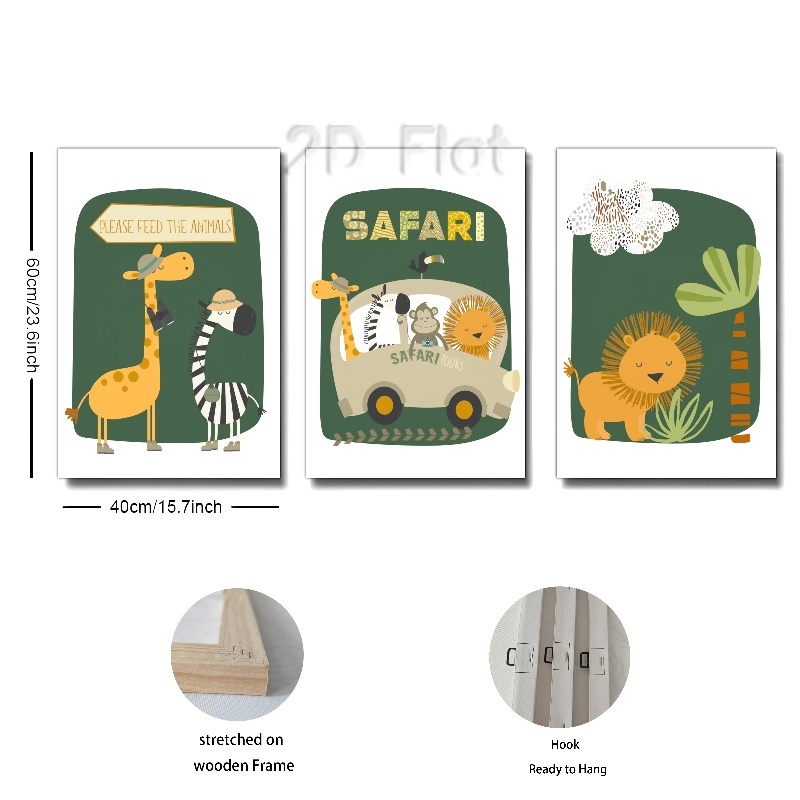 2D Flat
PLEASE FEED THE ANIMALS
SAFARI
SAFARI TOURS
60cm/23.6inch
40cm/15.7inch
stretched on
wooden Frame
Hook
Ready to Hang